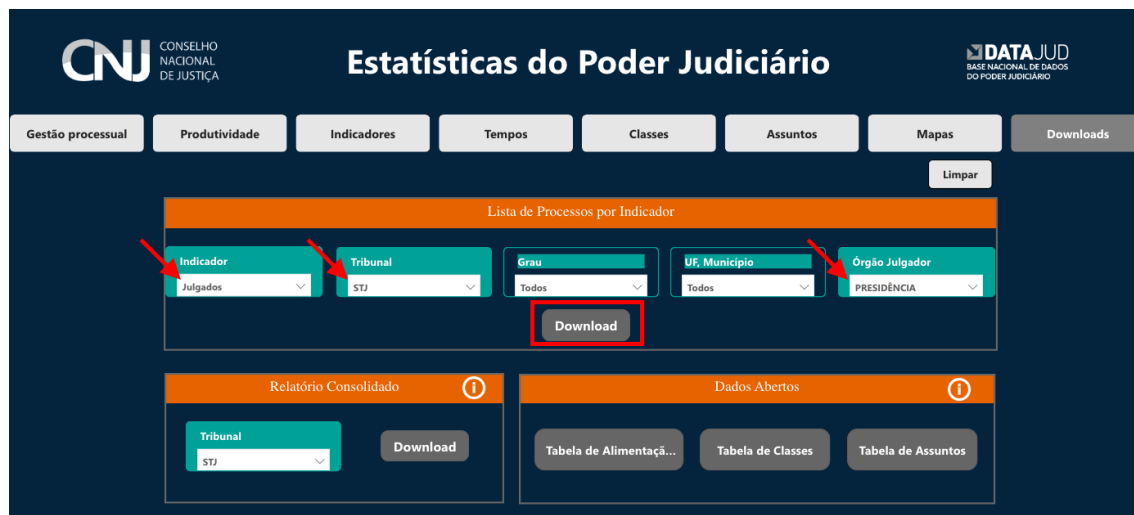 CNJ
CONSELHO
NACIONAL
DE JUSTIÇA
Estatísticas do Poder Judiciário
DATAJUD
BASE NACIONAL DE DADOS
DO PODER JUDICIÁRIO
Gestão processual
Produtividade
Indicadores
Tempos
Classes
Assuntos
Mapas
Downloads
Limpar
Lista de Processos por Indicador
Indicador
Tribunal
Grau
UF, Município
Órgão Julgador
Julgados
STJ
Todos
Todos
PRESIDÊNCIA
Download
Relatório Consolidado
Tribunal
STJ
Download
Dados Abertos
Tabela de Alimentaçã...
Tabela de Classes
Tabela de Assuntos